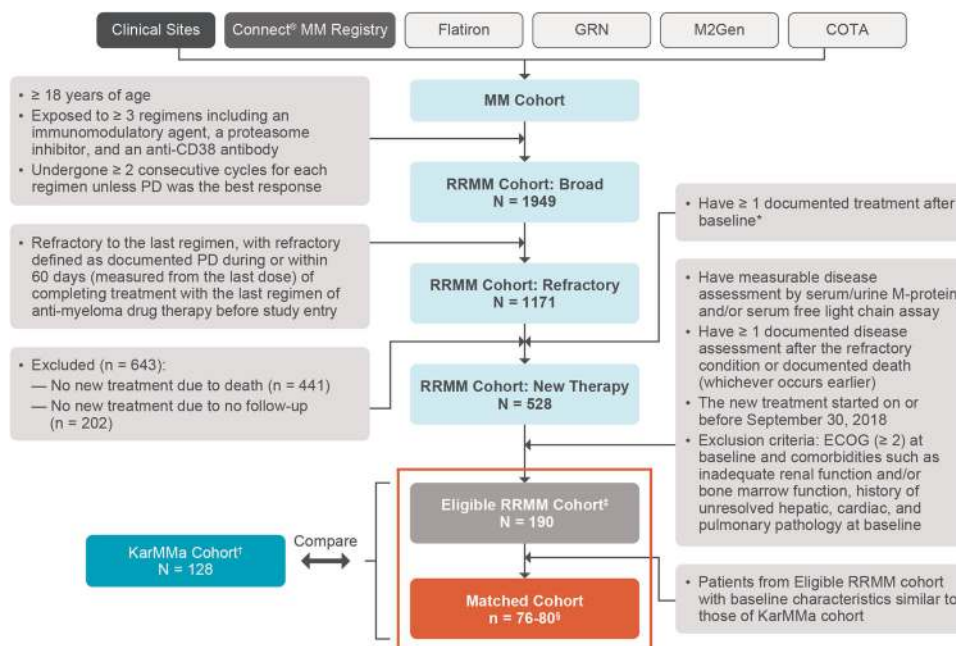 Clinical Sites
Connect® MM Registry
Flatiron
GRN
M2Gen
COTA
• ≥ 18 years of age
• Exposed to ≥ 3 regimens including an
immunomodulatory agent, a proteasome
inhibitor, and an anti-CD38 antibody
• Undergone ≥ 2 consecutive cycles for each
regimen unless PD was the best response
MM Cohort
RRMM Cohort: Broad
N = 1949
• Have ≥ 1 documented treatment after
baseline*
• Refractory to the last regimen, with refractory
defined as documented PD during or within
60 days (measured from the last dose) of
completing treatment with the last regimen of
anti-myeloma drug therapy before study entry
RRMM Cohort: Refractory
N = 1171
• Have measurable disease
assessment by serum/urine M-protein
and/or serum free light chain assay
• Have ≥ 1 documented disease
assessment after the refractory
condition or documented death
(whichever occurs earlier)
• The new treatment started on or
before September 30, 2018
• Exclusion criteria: ECOG (≥ 2) at
baseline and comorbidities such as
inadequate renal function and/or
bone marrow function, history of
unresolved hepatic, cardiac, and
pulmonary pathology at baseline
• Excluded (n = 643):
— No new treatment due to death (n = 441)
— No new treatment due to no follow-up
(n = 202)
RRMM Cohort: New Therapy
N = 528
Eligible RRMM Cohort‡
N = 190
KarMMa Cohort†
N = 128
Compare
Matched Cohort
n = 76-80§
• Patients from Eligible RRMM cohort
with baseline characteristics similar to
those of KarMMa cohort